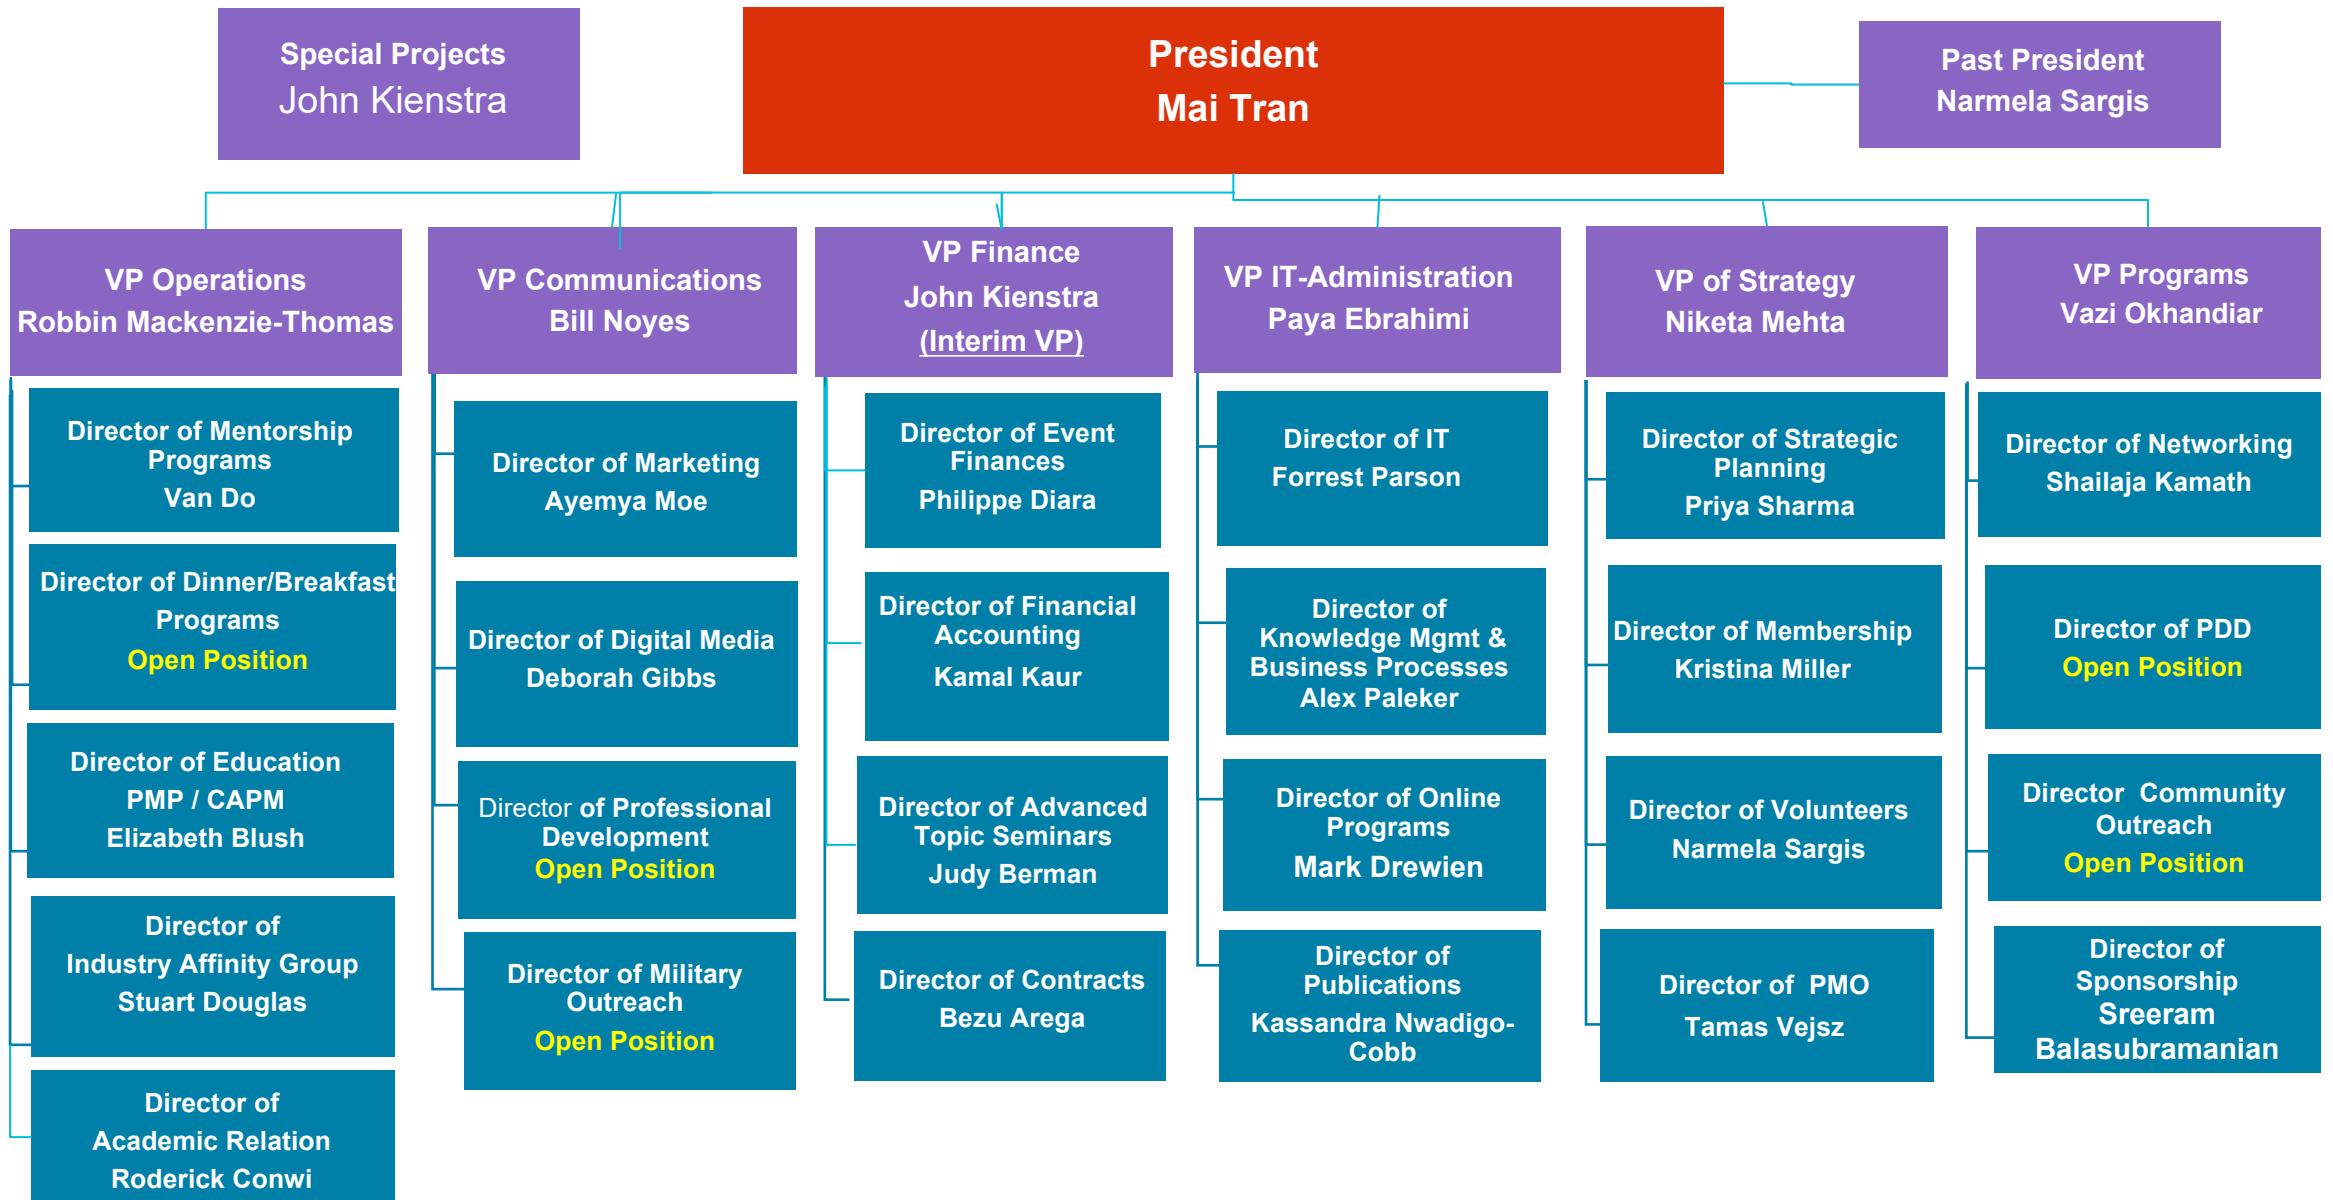 Special Projects
John Kienstra
President
Mai Tran
Past President
Narmela Sargis
VP Operations
Robbin Mackenzie-Thomas
VP Communications
Bill Noyes
VP Finance
John Kienstra
(Interim VP)
VP IT-Administration
Paya Ebrahimi
VP of Strategy
Niketa Mehta
VP Programs
Vazi Okhandiar
Director of Mentorship
Programs
Van Do
Director of Dinner/Breakfast
Programs
Open Position
Director of Education
PMP / CAPM
Elizabeth Blush
Director of
Industry Affinity Group
Stuart Douglas
Director of
Academic Relation
Roderick Conwi
Director of Marketing
Ayemya Moe
Director of Digital Media
Deborah Gibbs
Director of Professional
Development
Open Position
Director of Military
Outreach
Open Position
Director of Event
Finances
Philippe Diara
Director of Financial
Accounting
Kamal Kaur
Director of Advanced
Topic Seminars
Judy Berman
Director of Contracts
Bezu Arega
Director of IT
Forrest Parson
Director of
Knowledge Mgmt &
Business Processes
Alex Paleker
Director of Online
Programs
Mark Drewien
Director of
Publications
Kassandra Nwadigo-
Cobb
Director of Strategic
Planning
Priya Sharma
Director of Membership
Kristina Miller
Director of Volunteers
Narmela Sargis
Director of PMO
Tamas Vejsz
Director of Networking
Shailaja Kamath
Director of PDD
Open Position
Director Community
Outreach
Open Position
Director of
Sponsorship
Sreeram
Balasubramanian